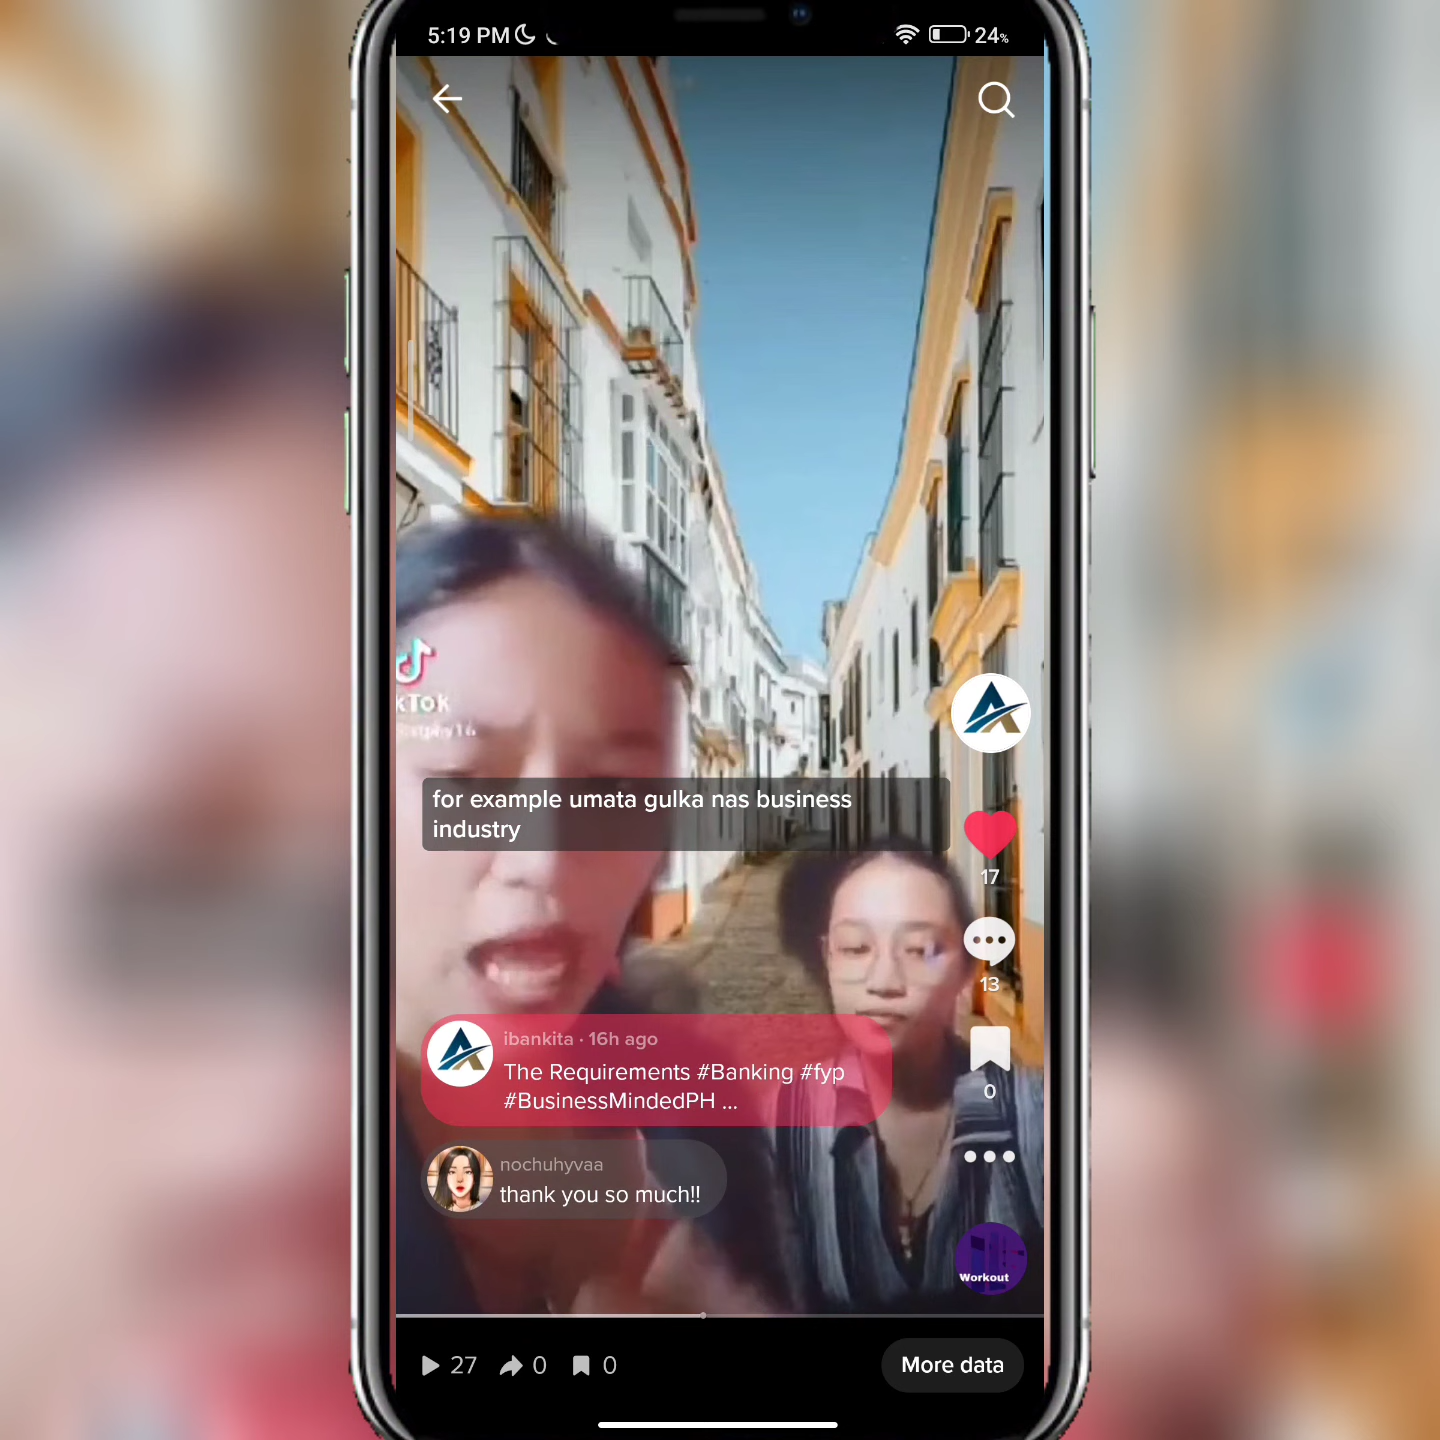 5:19 PM
24%
kTok
for example umata gulka nas business
industry
17
13
ibankita · 16h ago
The Requirements #Banking #fyp
#BusinessMindedPH ...
0
nochuhyvaa
thank you so much!!
Workout
27 0 0
More data